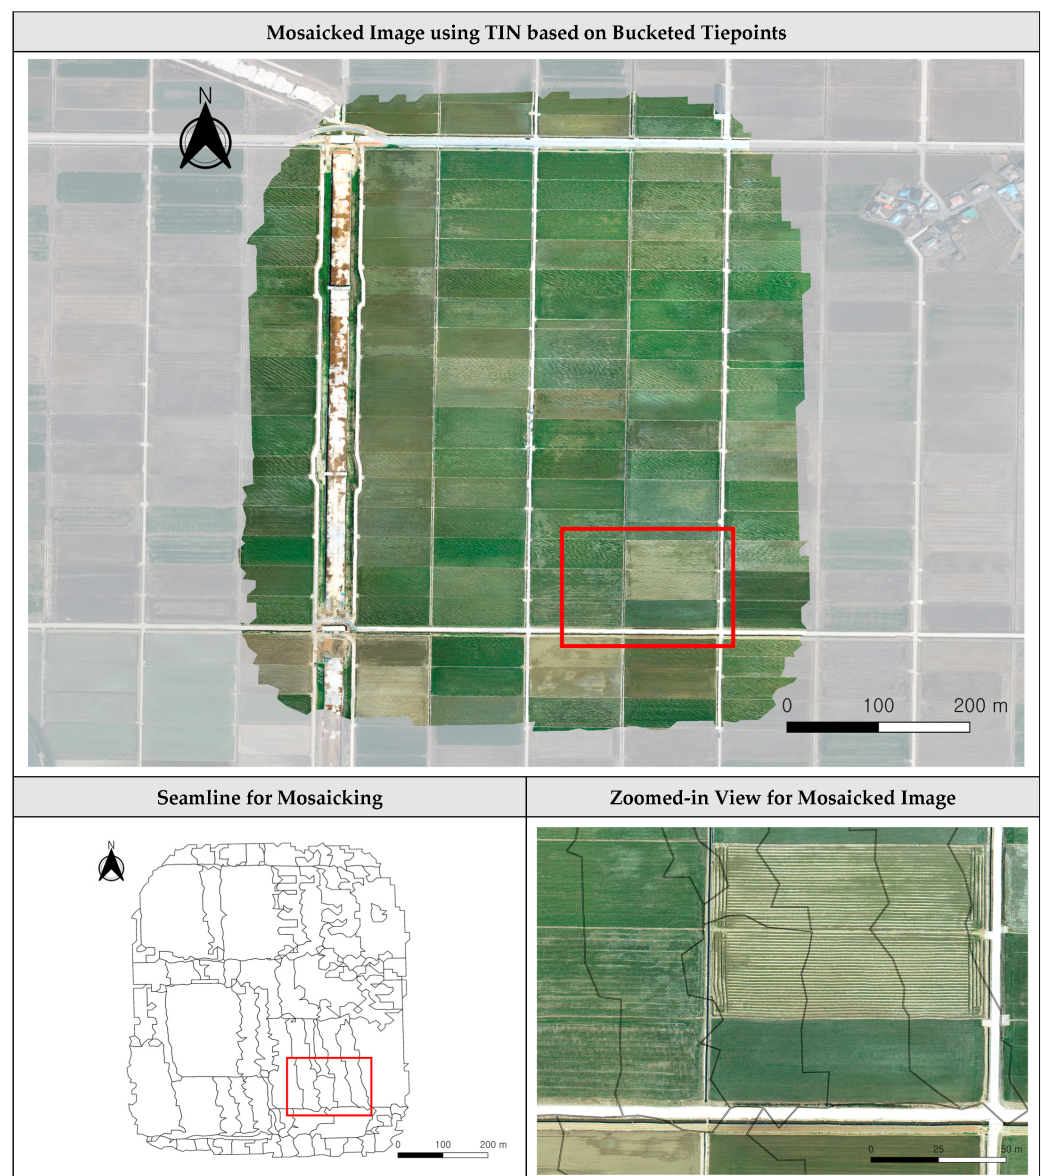 Mosaicked Image using TIN based on Bucketed Tiepoints
N
0 100 200 m
Seamline for Mosaicking
Zoomed-in View for Mosaicked Image
N
0 100 200 m
0 25 50 m